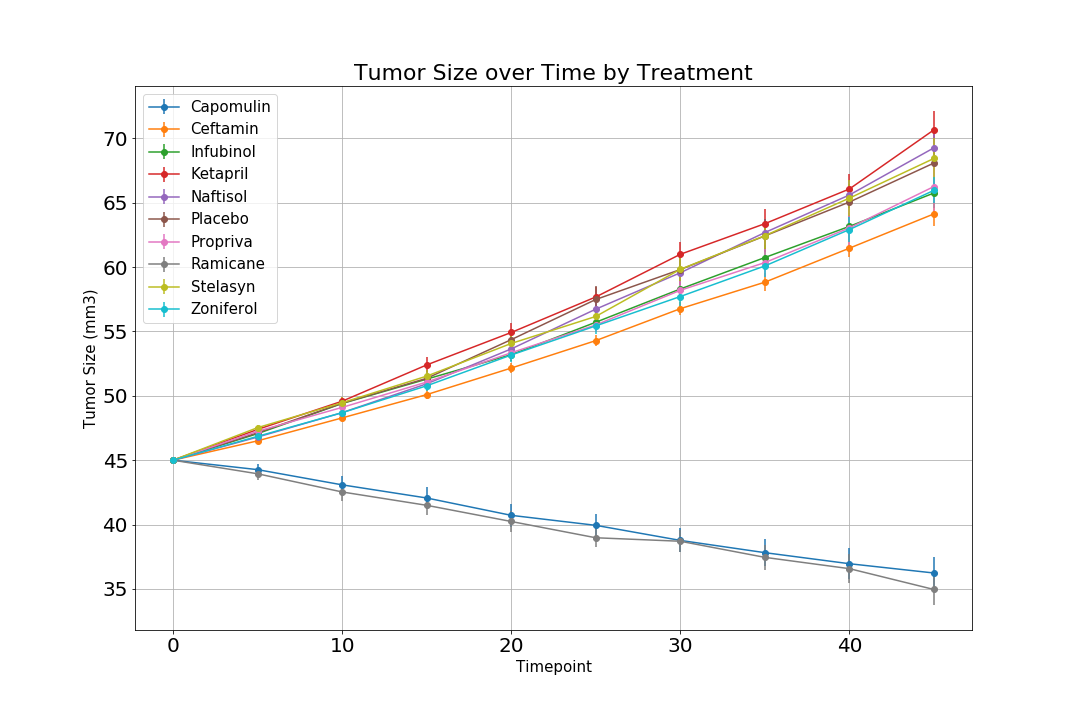 Tumor Size over Time by Treatment
Capomulin
Ceftamin
Infubinol
Ketapril
Naftisol
Placebo
Propriva
Ramicane
Stelasyn
Zoniferol
Tumor Size (mm3)
70
65
60
55
50
45
40
35
0 10 20 30 40
Timepoint